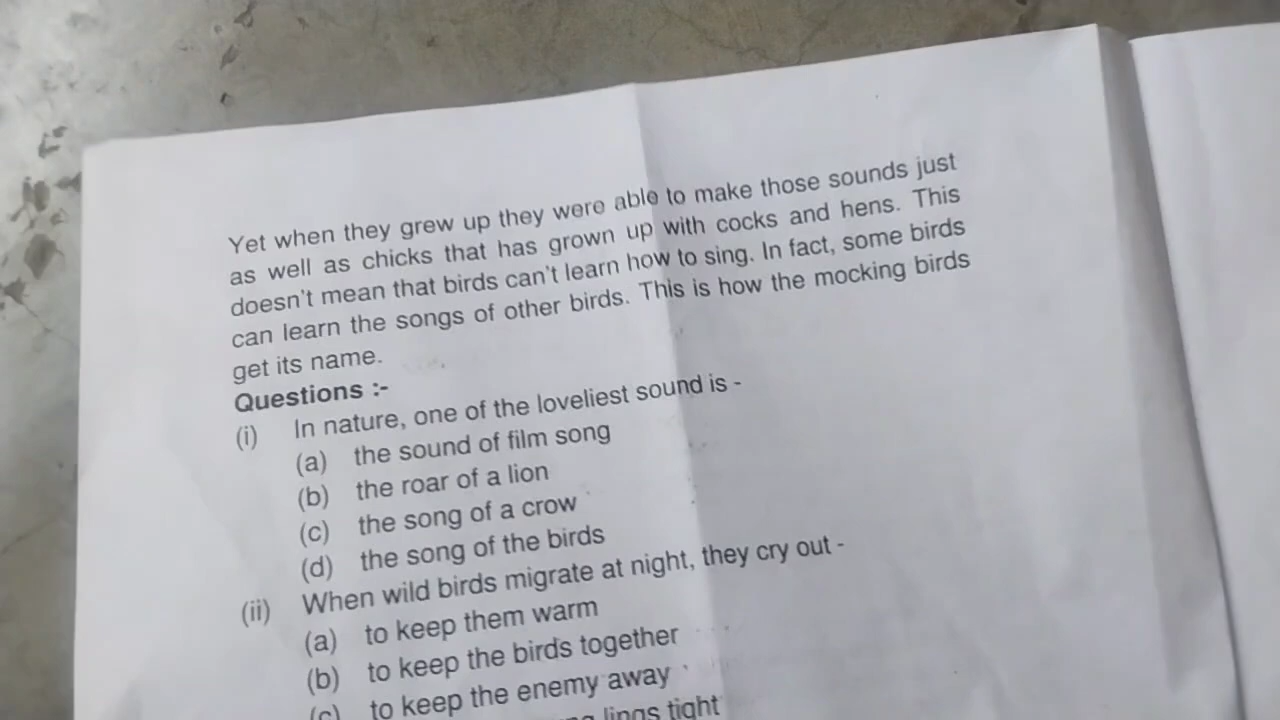 Yet when they grew up they were able to make those sounds just
as well as chicks that has grown up with cocks and hens. This
doesn't mean that birds can't learn how to sing. In fact, some birds
can learn the songs of other birds. This is how the mocking birds
get its name.
Questions :-
(i) In nature, one of the loveliest sound is -
(a) the sound of film song
(b) the roar of a lion
(c) the song of a crow
(d) the song of the birds
(ii) When wild birds migrate at night, they cry out -
(a) to keep them warm
(b) to keep the birds together
(c) to keep the enemy away
lings tight